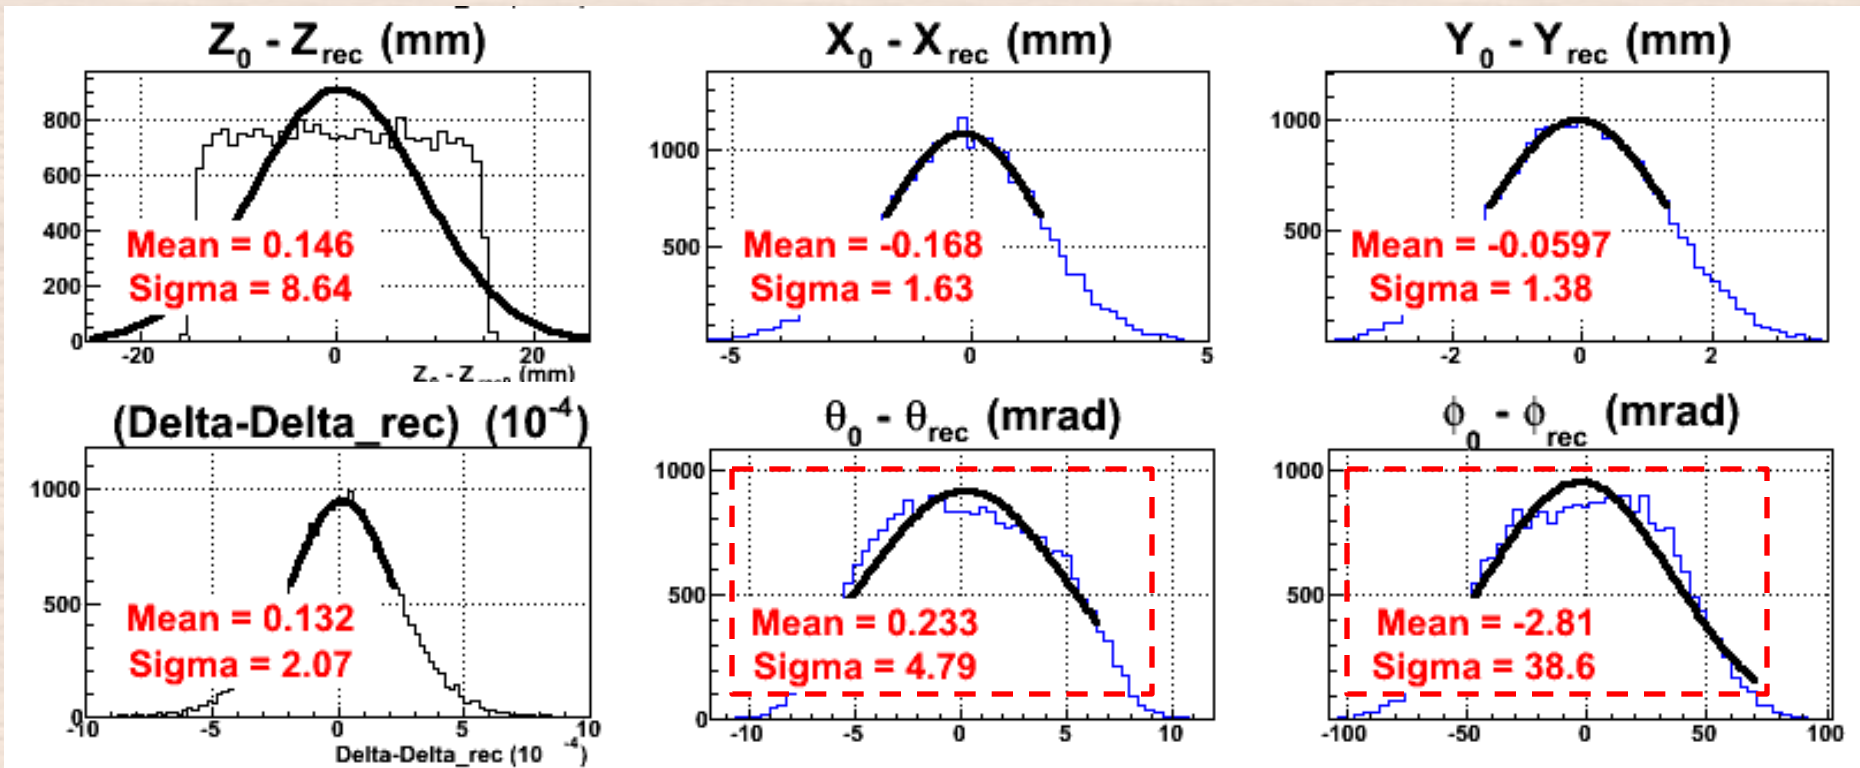 Z0 - Zrec (mm)
800
600
400
200
0
-20
0
20
Mean = 0.146
Sigma = 8.64
(mm)
X0 - Xrec (mm)
1000
500
-5
0
5
Mean = -0.168
Sigma = 1.63
Y0 - Yrec (mm)
1000
500
-2
0
2
Mean = -0.0597
Sigma = 1.38
(Delta-Delta_rec) (10-4)
1000
500
0
-10
-5
0
5
10
Mean = 0.132
Sigma = 2.07
Delta-Delta_rec (10 -4)
θ0 - θrec (mrad)
1000
500
0
-10
-5
0
5
10
Mean = 0.233
Sigma = 4.79
ϕ0 - ϕrec (mrad)
1000
500
0
-100
-50
0
50
100
Mean = -2.81
Sigma = 38.6